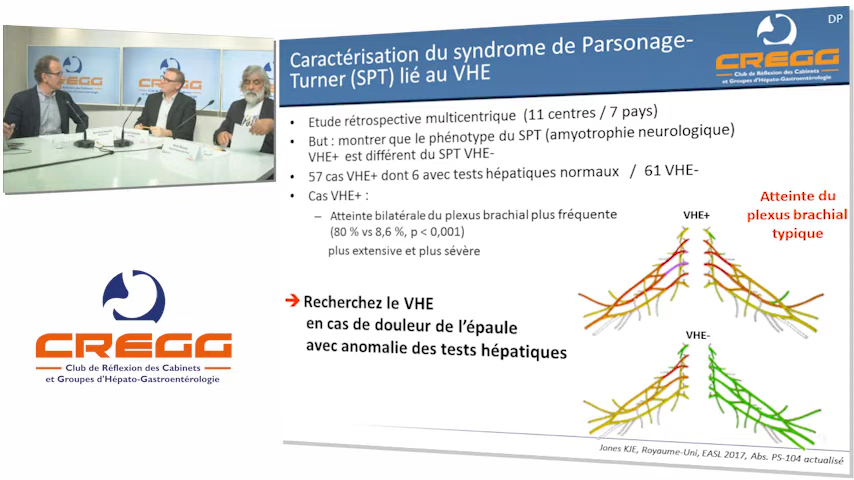 CREGG
CREGG
Caractérisation du syndrome de Parsonage-
Turner (SPT) lié au VHE
DP
CREGG
Club de Réflexion des Cabinets
et Groupes d'Hépato-Gastroentérologie
• Etude rétrospective multicentrique (11 centres / 7 pays)
• But : montrer que le phénotype du SPT (amyotrophie neurologique)
VHE+ est différent du SPT VHE-
• 57 cas VHE+ dont 6 avec tests hépatiques normaux / 61 VHE-
• Cas VHE+ :
– Atteinte bilatérale du plexus brachial plus fréquente
(80 % vs 8,6 %, p < 0,001)
plus extensive et plus sévère
Atteinte du
plexus brachial
typique
VHE+
➔ Recherchez le VHE
en cas de douleur de l'épaule
avec anomalie des tests hépatiques
VHE-
Jones KJE, Royaume-Uni, EASL 2017, Abs. PS-104 actualisé
CREGG
Club de Réflexion des Cabinets
et Groupes d'Hépato-Gastroentérologie